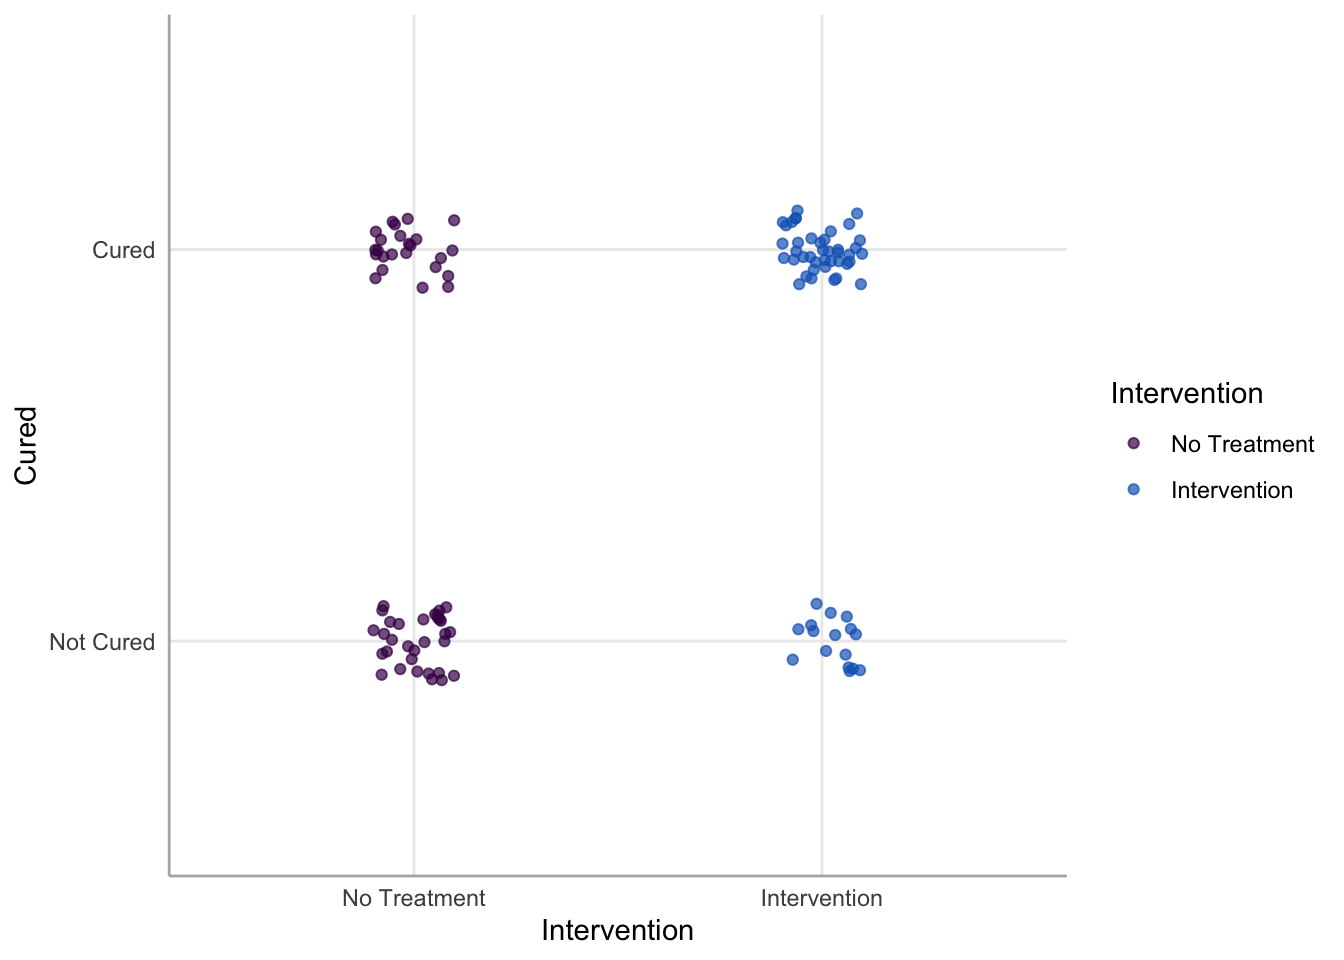 Cured
Cured
Not Cured
No Treatment
Intervention
Intervention
Intervention
No Treatment
Intervention